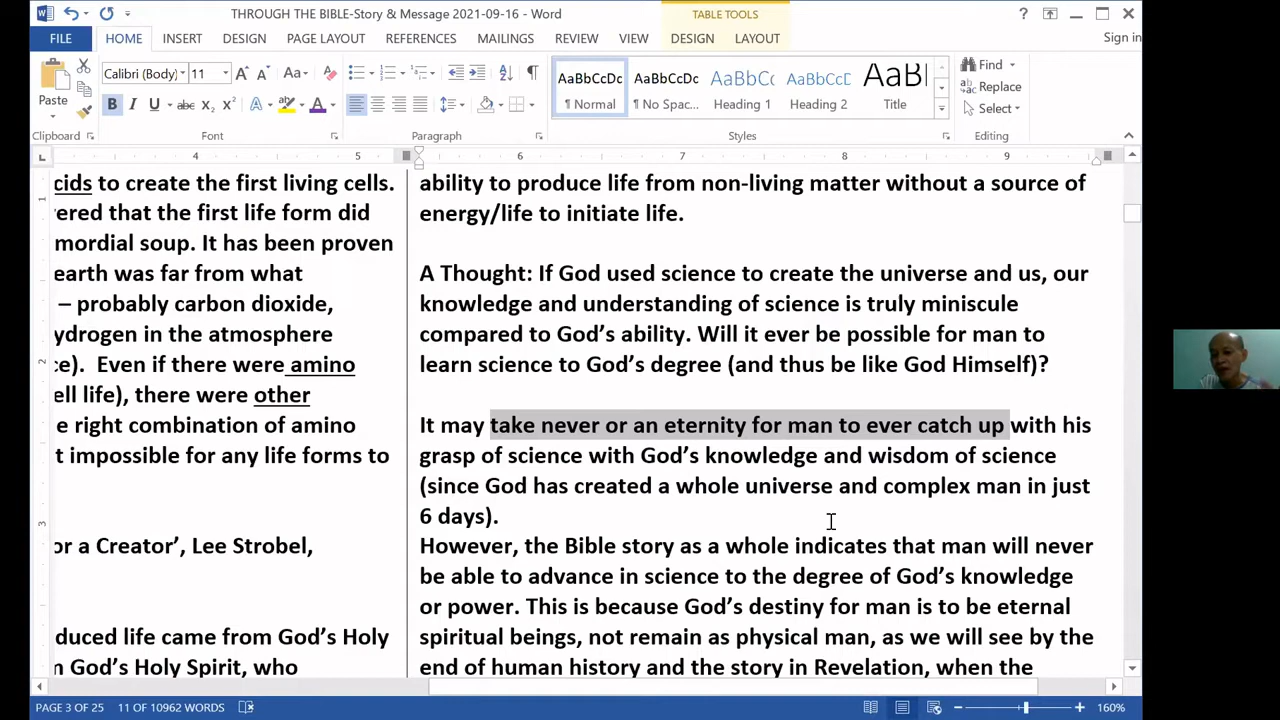 THROUGH THE BIBLE-Story & Message 2021-09-16 - Word
TABLE TOOLS
Sign in
FILE HOME INSERT DESIGN PAGE LAYOUT REFERENCES MAILINGS REVIEW VIEW DESIGN LAYOUT
Paste
Clipboard
Calibri (Body) 11
Font
Paragraph
AaBbCcDc AaBbCcDc AaBbCc AaBbCcD AaB
¶ Normal ¶ No Spac... Heading 1 Heading 2 Title
Styles
Find
Replace
Select
Editing
4 5 6 7 8 9
1
2
3
cids to create the first living cells.
vered that the first life form did
mordial soup. It has been proven
earth was far from what
– probably carbon dioxide,
ydrogen in the atmosphere
ce). Even if there were amino
ell life), there were other
e right combination of amino
t impossible for any life forms to
or a Creator’, Lee Strobel,
duced life came from God’s Holy
n God’s Holy Spirit, who
ability to produce life from non-living matter without a source of
energy/life to initiate life.
A Thought: If God used science to create the universe and us, our
knowledge and understanding of science is truly miniscule
compared to God’s ability. Will it ever be possible for man to
learn science to God’s degree (and thus be like God Himself)?
It may take never or an eternity for man to ever catch up with his
grasp of science with God’s knowledge and wisdom of science
(since God has created a whole universe and complex man in just
6 days).
However, the Bible story as a whole indicates that man will never
be able to advance in science to the degree of God’s knowledge
or power. This is because God’s destiny for man is to be eternal
spiritual beings, not remain as physical man, as we will see by the
end of human history and the story in Revelation, when the
PAGE 3 OF 25 11 OF 10962 WORDS 160%